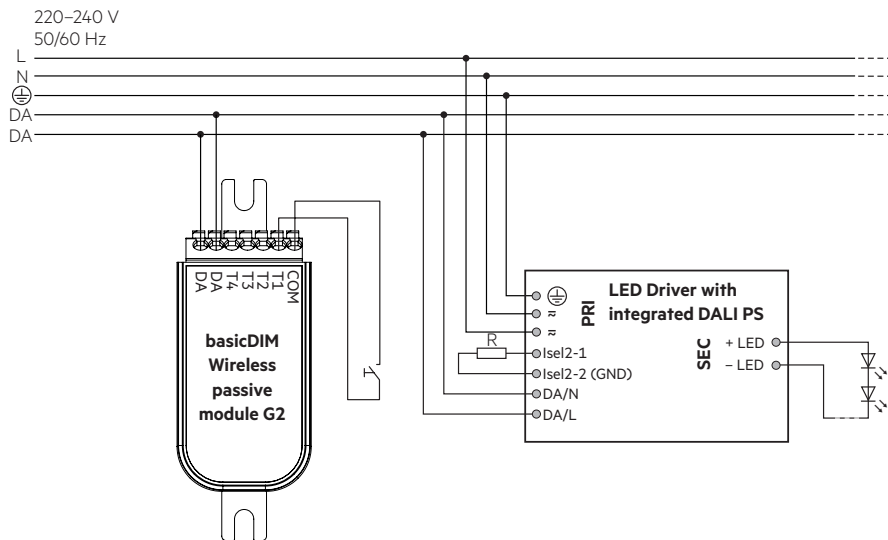 220–240 V
50/60 Hz
L
N
DA
DA
DA
DA
T4
T3
T2
T1
COM
basicDIM
Wireless
passive
module G2
LED Driver with
integrated DALI PS
PRI
≂
≂
R
Isel2-1
Isel2-2 (GND)
DA/N
DA/L
SEC
+ LED
– LED